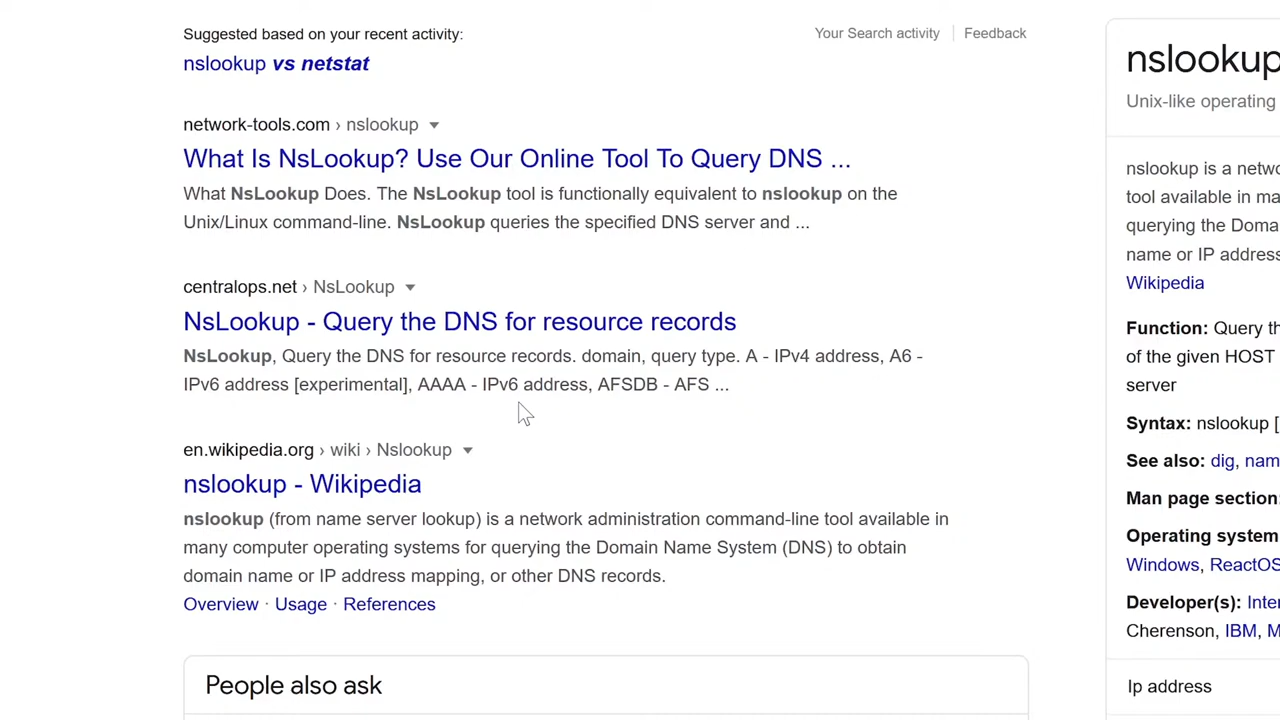 Suggested based on your recent activity:
Your Search activity
Feedback
nslookup vs netstat
network-tools.com › nslookup
What Is NsLookup? Use Our Online Tool To Query DNS ...
What NsLookup Does. The NsLookup tool is functionally equivalent to nslookup on the
Unix/Linux command-line. NsLookup queries the specified DNS server and ...
centralops.net › NsLookup
NsLookup - Query the DNS for resource records
NsLookup, Query the DNS for resource records. domain, query type. A - IPv4 address, A6 -
IPv6 address [experimental], AAAA - IPv6 address, AFSDB - AFS ...
en.wikipedia.org › wiki › Nslookup
nslookup - Wikipedia
nslookup (from name server lookup) is a network administration command-line tool available in
many computer operating systems for querying the Domain Name System (DNS) to obtain
domain name or IP address mapping, or other DNS records.
Overview · Usage · References
People also ask
nslookup
Unix-like operating
nslookup is a netwo
tool available in ma
querying the Doma
name or IP address
Wikipedia
Function: Query th
of the given HOST
server
Syntax: nslookup [
See also: dig, nam
Man page section:
Operating system
Windows, ReactOS
Developer(s): Inter
Cherenson, IBM, M
Ip address